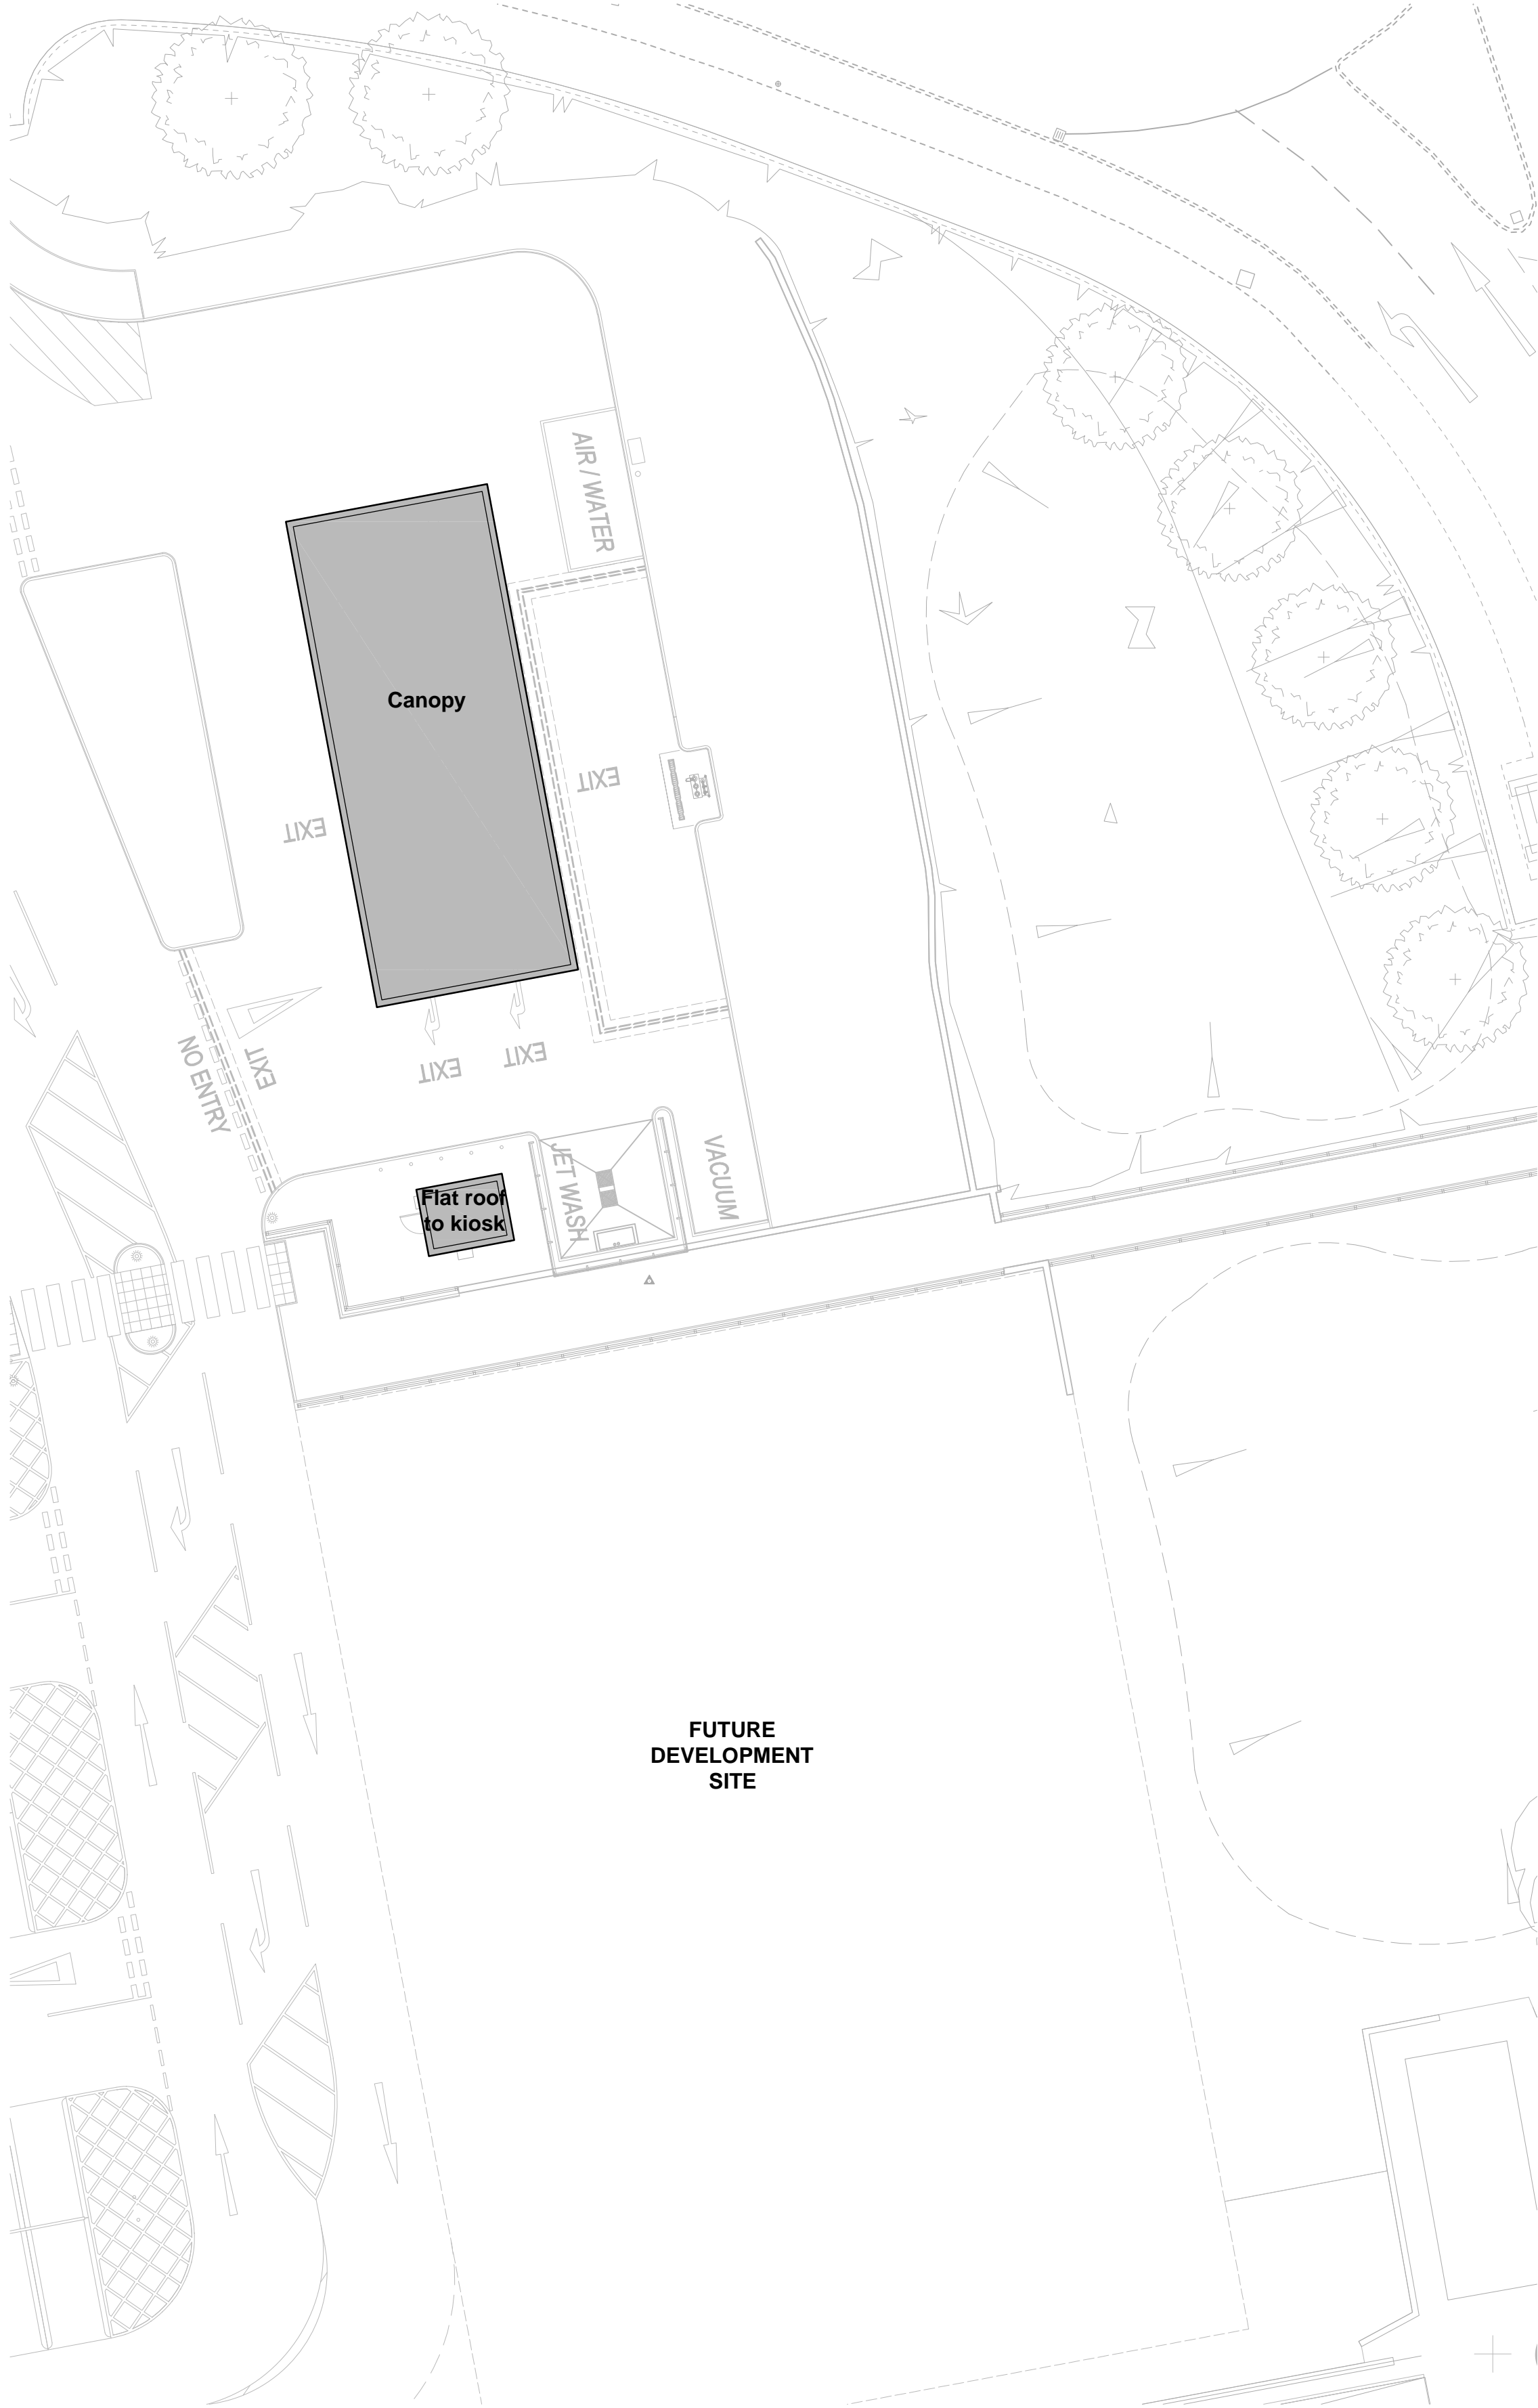 AIR / WATER
Canopy
EXIT
EXIT
EXIT
EXIT
EXIT
NO ENTRY
JET WASH
VACUUM
Flat roof
to kiosk
FUTURE
DEVELOPMENT
SITE